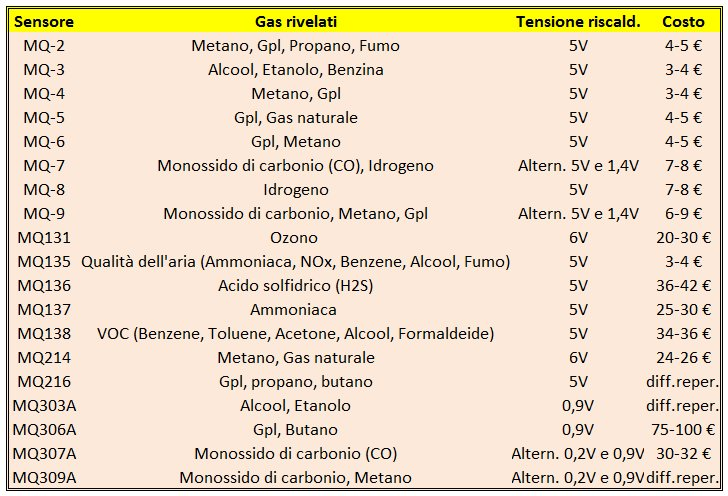 Sensore Gas rivelati Tensione riscald. Costo
MQ-2 Metano, Gpl, Propano, Fumo 5V 4-5 €
MQ-3 Alcool, Etanolo, Benzina 5V 3-4 €
MQ-4 Metano, Gpl 5V 3-4 €
MQ-5 Gpl, Gas naturale 5V 4-5 €
MQ-6 Gpl, Metano 5V 4-5 €
MQ-7 Monossido di carbonio (CO), Idrogeno Altern. 5V e 1,4V 7-8 €
MQ-8 Idrogeno 5V 7-8 €
MQ-9 Monossido di carbonio, Metano, Gpl Altern. 5V e 1,4V 6-9 €
MQ131 Ozono 6V 20-30 €
MQ135 Qualità dell'aria (Ammoniaca, NOx, Benzene, Alcool, Fumo) 5V 3-4 €
MQ136 Acido solfidrico (H2S) 5V 36-42 €
MQ137 Ammoniaca 5V 25-30 €
MQ138 VOC (Benzene, Toluene, Acetone, Alcool, Formaldeide) 5V 34-36 €
MQ214 Metano, Gas naturale 6V 24-26 €
MQ216 Gpl, propano, butano 5V diff.reper.
MQ303A Alcool, Etanolo 0,9V diff.reper.
MQ306A Gpl, Butano 0,9V 75-100 €
MQ307A Monossido di carbonio (CO) Altern. 0,2V e 0,9V 30-32 €
MQ309A Monossido di carbonio, Metano Altern. 0,2V e 0,9V diff.reper.